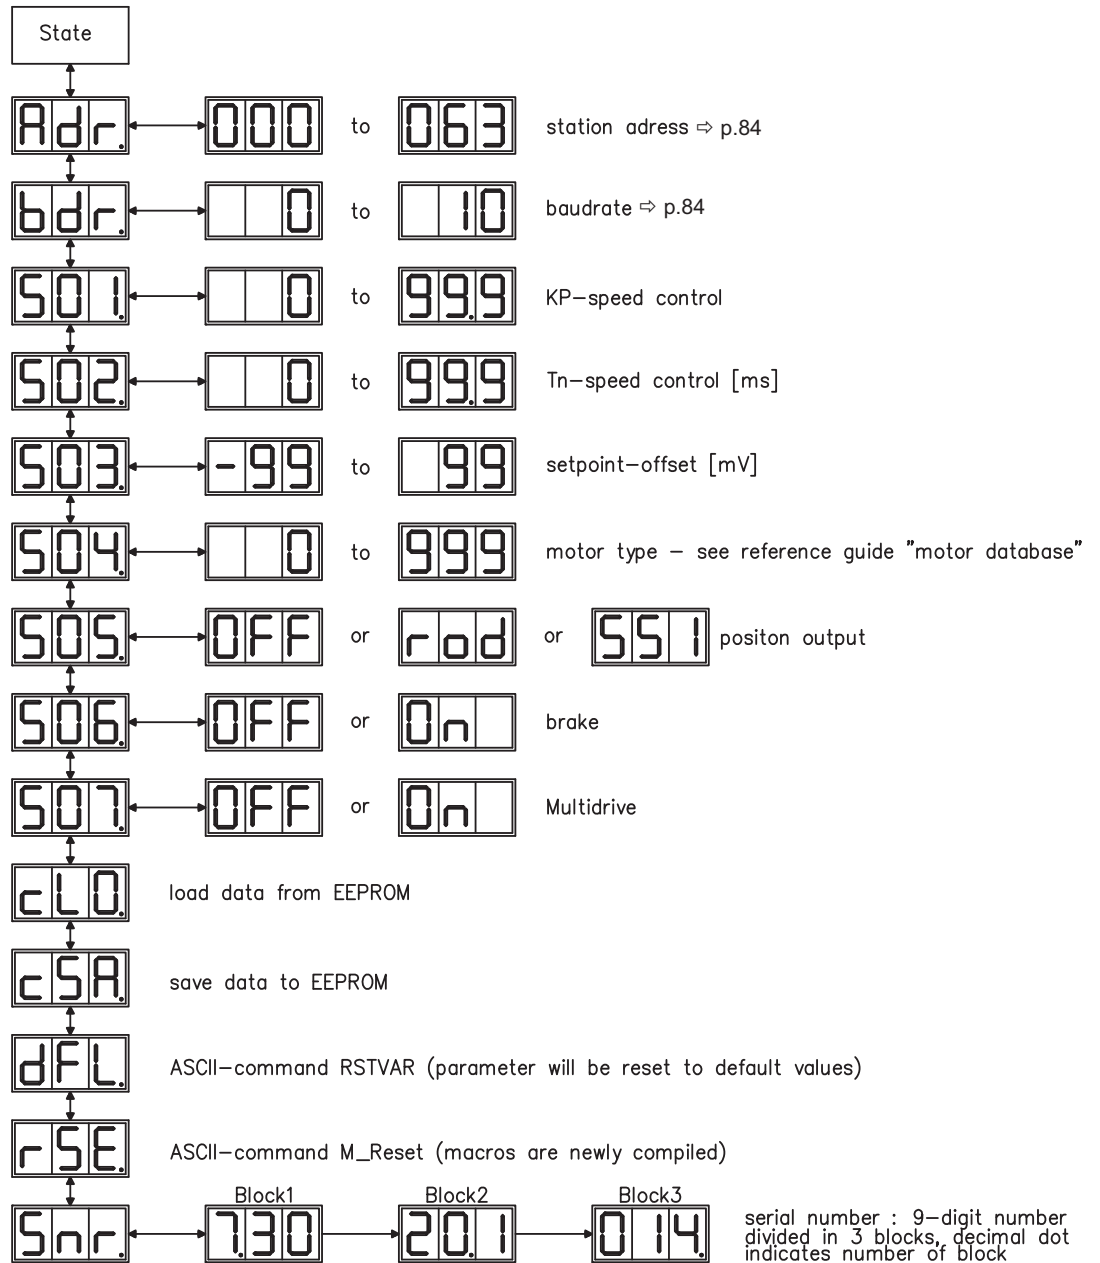 State
Adr. 000 to 063 station adress ⇨ p.84
bdr. 0 to 10 baudrate ⇨ p.84
S01. 0 to 99.9 KP-speed control
S02. 0 to 99.9 Tn-speed control [ms]
S03. -99 to 99 setpoint-offset [mV]
S04. 0 to 999 motor type - see reference guide "motor database"
S05. OFF or rod or SS1 positon output
S06. OFF or On brake
S07. OFF or On Multidrive
cLO. load data from EEPROM
cSA. save data to EEPROM
dFL. ASCII-command RSTVAR (parameter will be reset to default values)
rSE. ASCII-command M_Reset (macros are newly compiled)
Block1 Block2 Block3
Snr. 7.30 20.1 014.
serial number : 9-digit number
divided in 3 blocks, decimal dot
indicates number of block